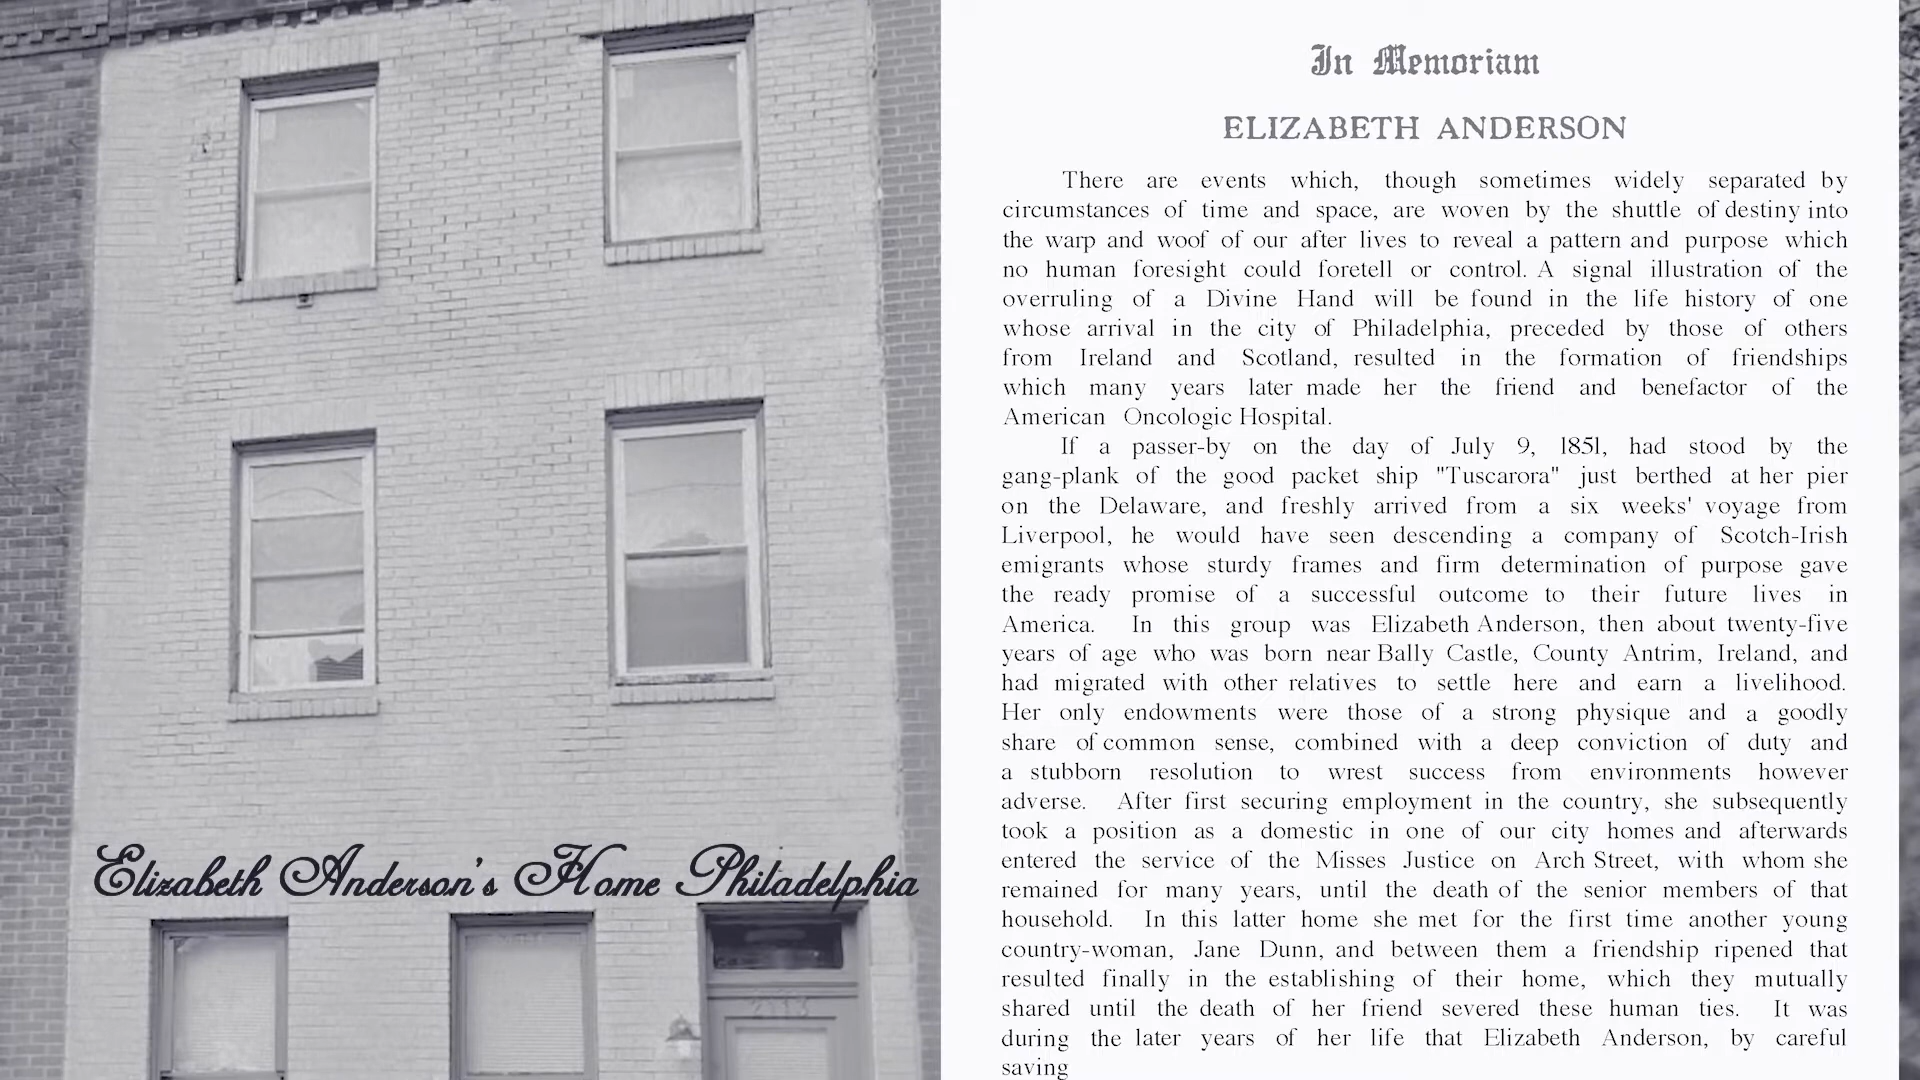 Elizabeth Anderson's Home Philadelphia
In Memoriam
ELIZABETH ANDERSON
There are events which, though sometimes widely separated by
circumstances of time and space, are woven by the shuttle of destiny into
the warp and woof of our after lives to reveal a pattern and purpose which
no human foresight could foretell or control. A signal illustration of the
overruling of a Divine Hand will be found in the life history of one
whose arrival in the city of Philadelphia, preceded by those of others
from Ireland and Scotland, resulted in the formation of friendships
which many years later made her the friend and benefactor of the
American Oncologic Hospital.
If a passer-by on the day of July 9, 1851, had stood by the
gang-plank of the good packet ship "Tuscarora" just berthed at her pier
on the Delaware, and freshly arrived from a six weeks' voyage from
Liverpool, he would have seen descending a company of Scotch-Irish
emigrants whose sturdy frames and firm determination of purpose gave
the ready promise of a successful outcome to their future lives in
America. In this group was Elizabeth Anderson, then about twenty-five
years of age who was born near Bally Castle, County Antrim, Ireland, and
had migrated with other relatives to settle here and earn a livelihood.
Her only endowments were those of a strong physique and a goodly
share of common sense, combined with a deep conviction of duty and
a stubborn resolution to wrest success from environments however
adverse. After first securing employment in the country, she subsequently
took a position as a domestic in one of our city homes and afterwards
entered the service of the Misses Justice on Arch Street, with whom she
remained for many years, until the death of the senior members of that
household. In this latter home she met for the first time another young
country-woman, Jane Dunn, and between them a friendship ripened that
resulted finally in the establishing of their home, which they mutually
shared until the death of her friend severed these human ties. It was
during the later years of her life that Elizabeth Anderson, by careful
saving